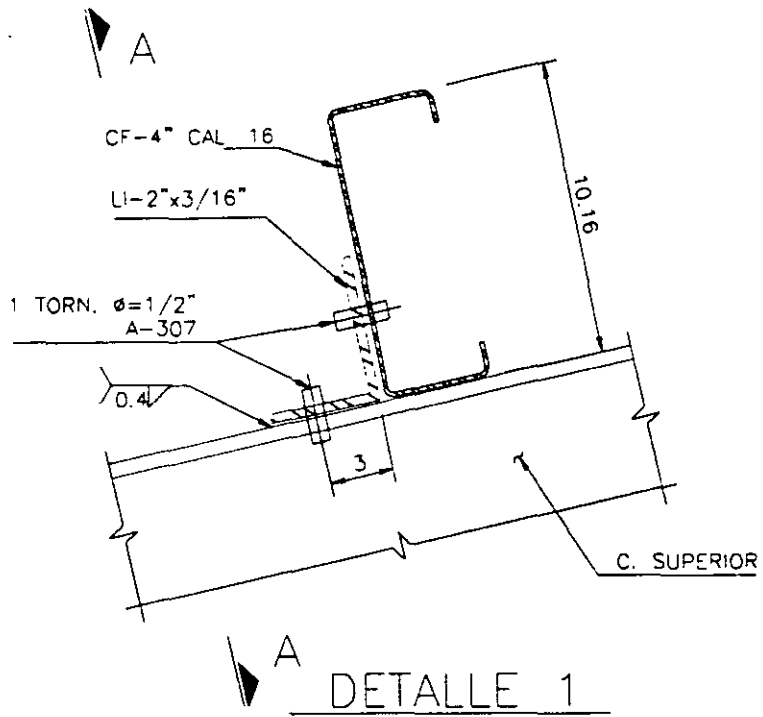 A
CF-4" CAL 16
LI-2"x3/16"
10.16
1 TORN. ø=1/2"
A-307
0.4
3
C. SUPERIOR
A
DETALLE 1